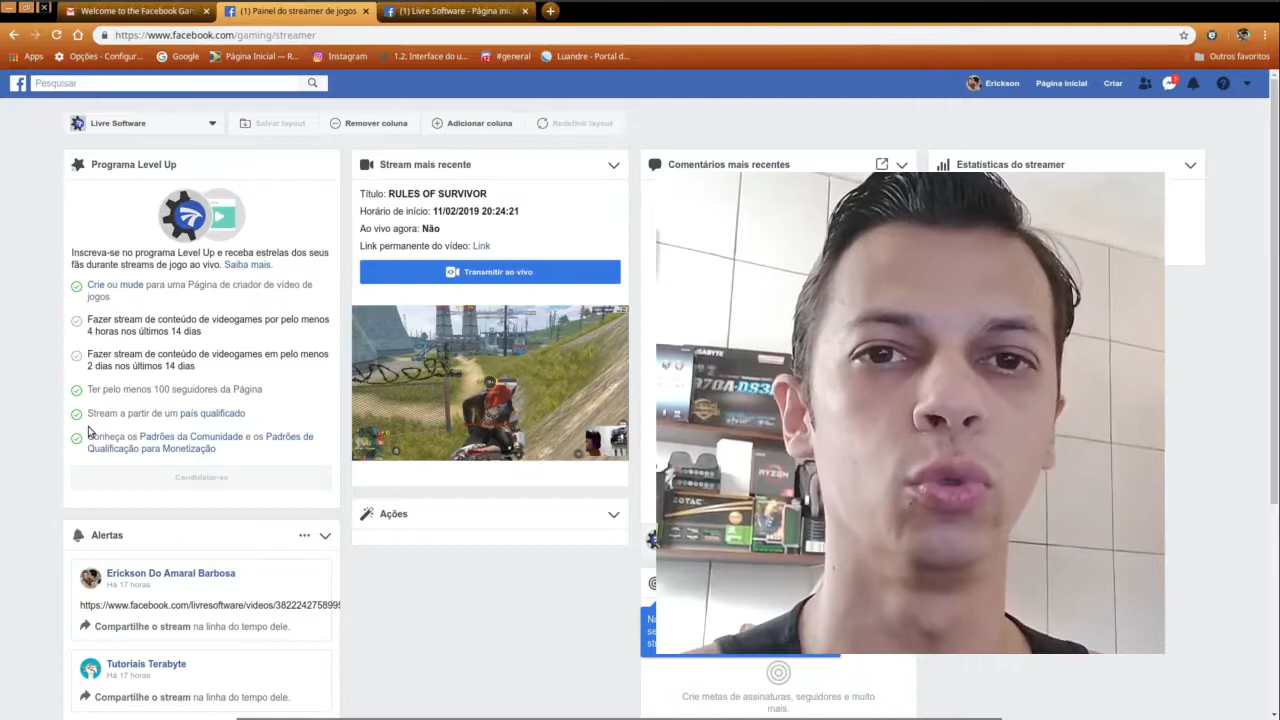 Welcome to the Facebook Gam
(1) Painel do streamer de jogos
(1) Livre Software - Página inic
https://www.facebook.com/gaming/streamer
Apps
Opções - Configur...
Google
Página Inicial — R...
Instagram
1.2. Interface do u...
#general
Luandre - Portal d...
Outros favoritos
Pesquisar
Erickson
Página inicial
Criar
Livre Software
Salvar layout
Remover coluna
Adicionar coluna
Redefinir layout
Programa Level Up
Inscreva-se no programa Level Up e receba estrelas dos seus
fãs durante streams de jogo ao vivo. Saiba mais.
Crie ou mude para uma Página de criador de vídeo de
jogos
Fazer stream de conteúdo de videogames por pelo menos
4 horas nos últimos 14 dias
Fazer stream de conteúdo de videogames em pelo menos
2 dias nos últimos 14 dias
Ter pelo menos 100 seguidores da Página
Stream a partir de um país qualificado
Conheça os Padrões da Comunidade e os Padrões de
Qualificação para Monetização
Candidatar-se
Alertas
Erickson Do Amaral Barbosa
Há 17 horas
https://www.facebook.com/livresoftware/videos/38222427589
Compartilhe o stream na linha do tempo dele.
Tutoriais Terabyte
Há 17 horas
Compartilhe o stream na linha do tempo dele.
Stream mais recente
Título: RULES OF SURVIVOR
Horário de início: 11/02/2019 20:24:21
Ao vivo agora: Não
Link permanente do vídeo: Link
Transmitir ao vivo
Ações
Comentários mais recentes
Estatísticas do streamer
GIGABYTE
970A-DS3
RYZEN
ZOTAC
Crie metas de assinaturas, seguidores e muito
mais.